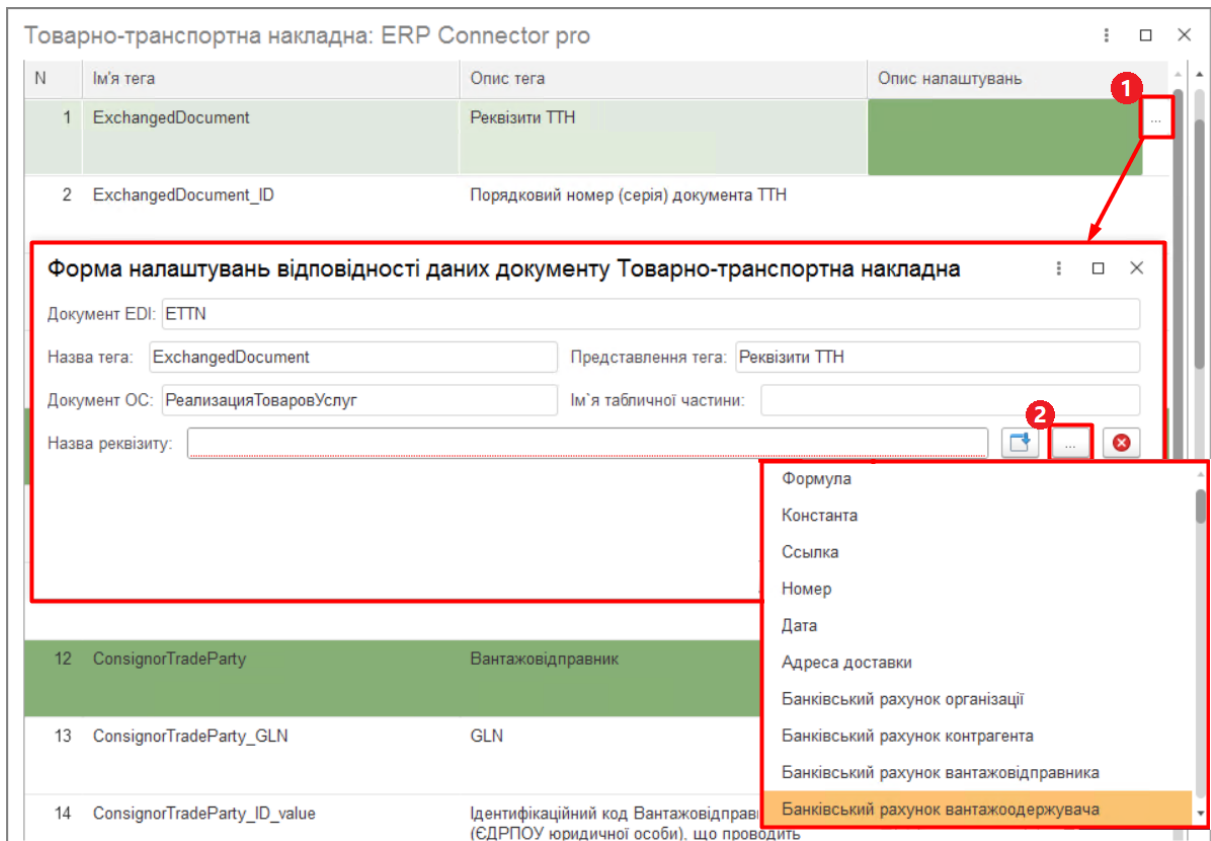 Товарно-транспортна накладна: ERP Connector pro
N Ім'я тега Опис тега Опис налаштувань
1
1 ExchangedDocument Реквізити ТТН ...
2 ExchangedDocument_ID Порядковий номер (серія) документа ТТН
Форма налаштувань відповідності даних документу Товарно-транспортна накладна
Документ EDI: ETTN
Назва тега: ExchangedDocument Представлення тега: Реквізити ТТН
Документ ОС: РеализацияТоваровУслуг Ім`я табличної частини:
2
Назва реквізиту: ...
Формула
Константа
Ссылка
Номер
Дата
Адреса доставки
Банківський рахунок організації
Банківський рахунок контрагента
Банківський рахунок вантажовідправника
Банківський рахунок вантажоодержувача
12 ConsignorTradeParty Вантажовідправник
13 ConsignorTradeParty_GLN GLN
14 ConsignorTradeParty_ID_value Ідентифікаційний код Вантажовідправ
(ЄДРПОУ юридичної особи), що проводить